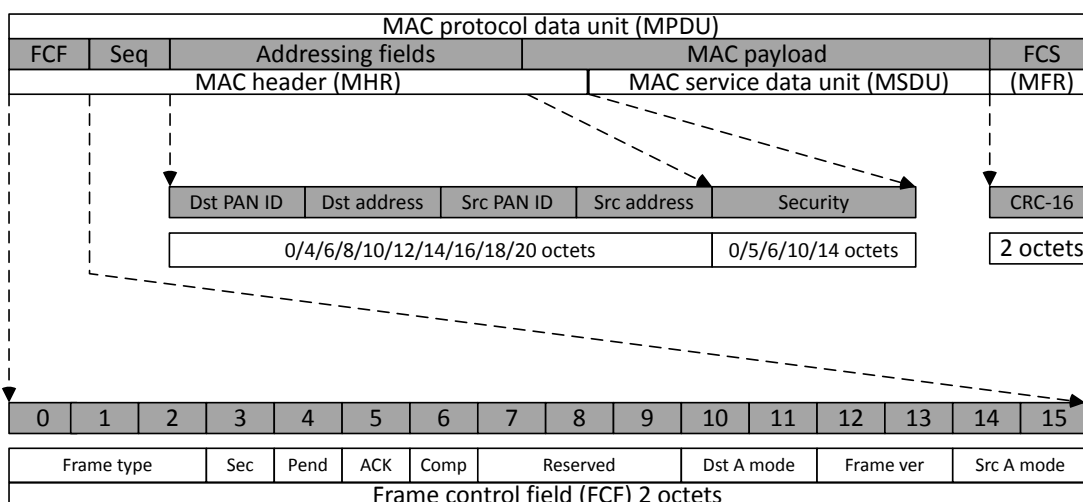 MAC protocol data unit (MPDU)
FCF Seq Addressing fields MAC payload FCS
MAC header (MHR) MAC service data unit (MSDU) (MFR)
Dst PAN ID Dst address Src PAN ID Src address Security CRC-16
0/4/6/8/10/12/14/16/18/20 octets 0/5/6/10/14 octets 2 octets
0 1 2 3 4 5 6 7 8 9 10 11 12 13 14 15
Frame type Sec Pend ACK Comp Reserved Dst A mode Frame ver Src A mode
Frame control field (FCF) 2 octets